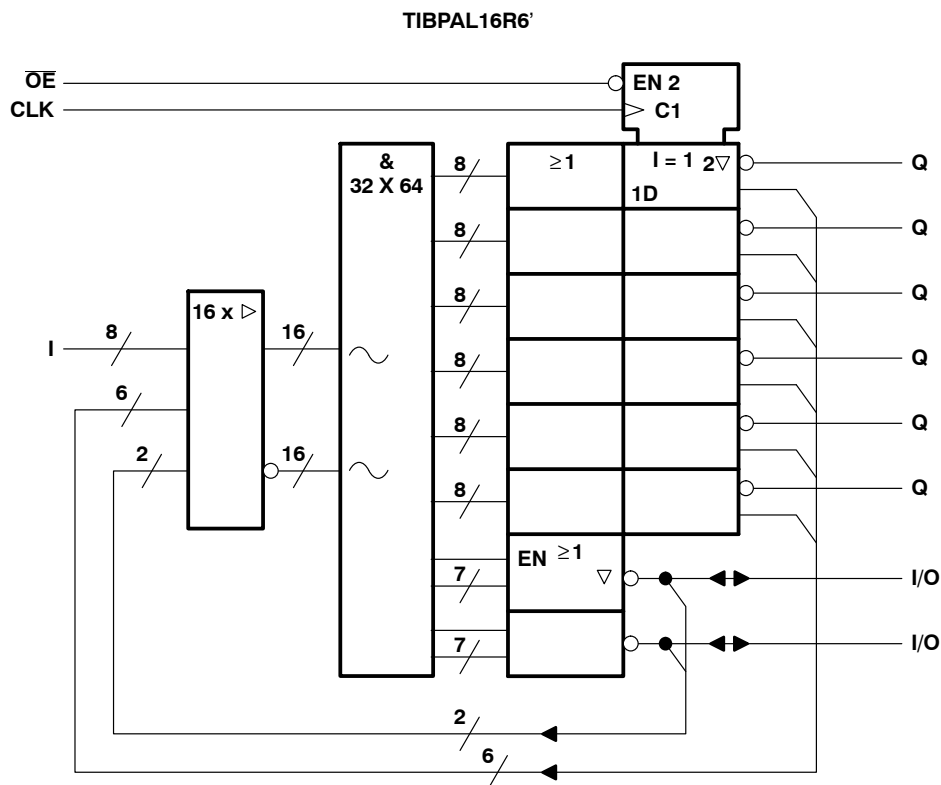 TIBPAL16R6’
OE
EN 2
CLK
C1
&
32 X 64
8
≥1
I = 1 2▽
1D
Q
8
Q
8
Q
16 x ▷
I
8
16
8
Q
6
8
Q
2
16
8
Q
EN ≥1
▽
7
I/O
7
I/O
2
6